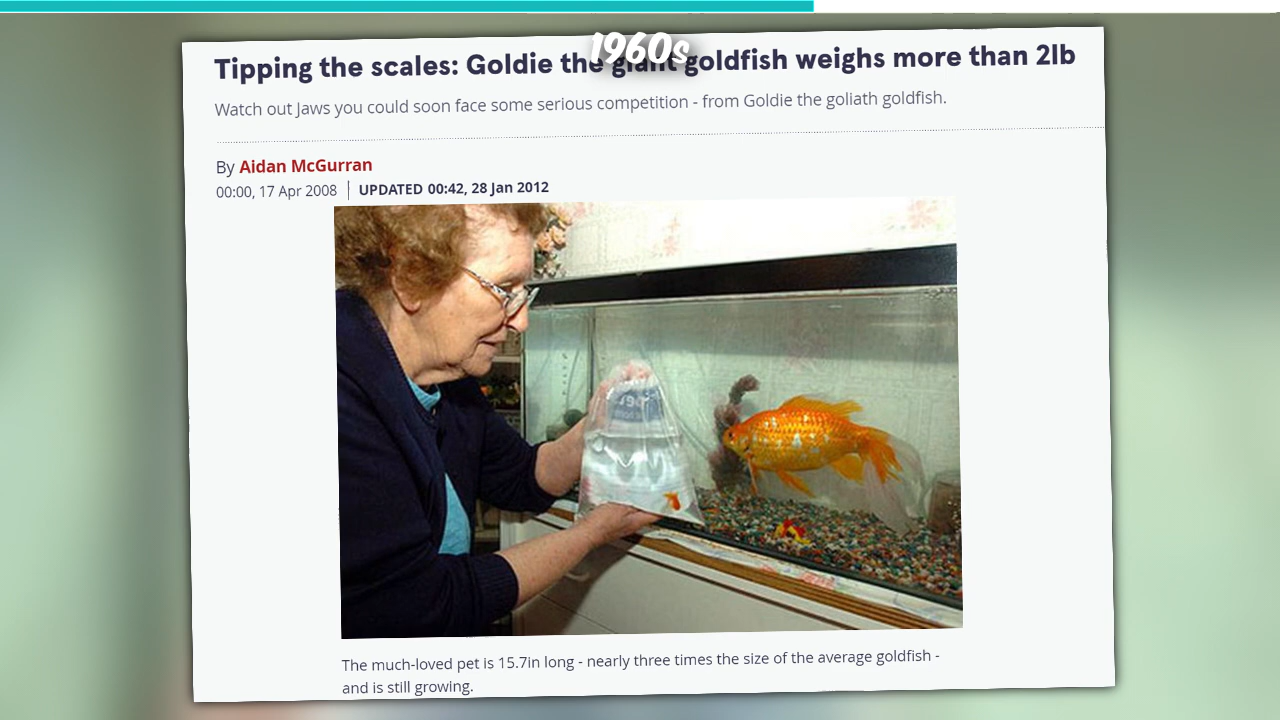 1960s
Tipping the scales: Goldie the giant goldfish weighs more than 2lb
Watch out Jaws you could soon face some serious competition - from Goldie the goliath goldfish.
By Aidan McGurran
00:00, 17 Apr 2008 | UPDATED 00:42, 28 Jan 2012
The much-loved pet is 15.7in long - nearly three times the size of the average goldfish -
and is still growing.